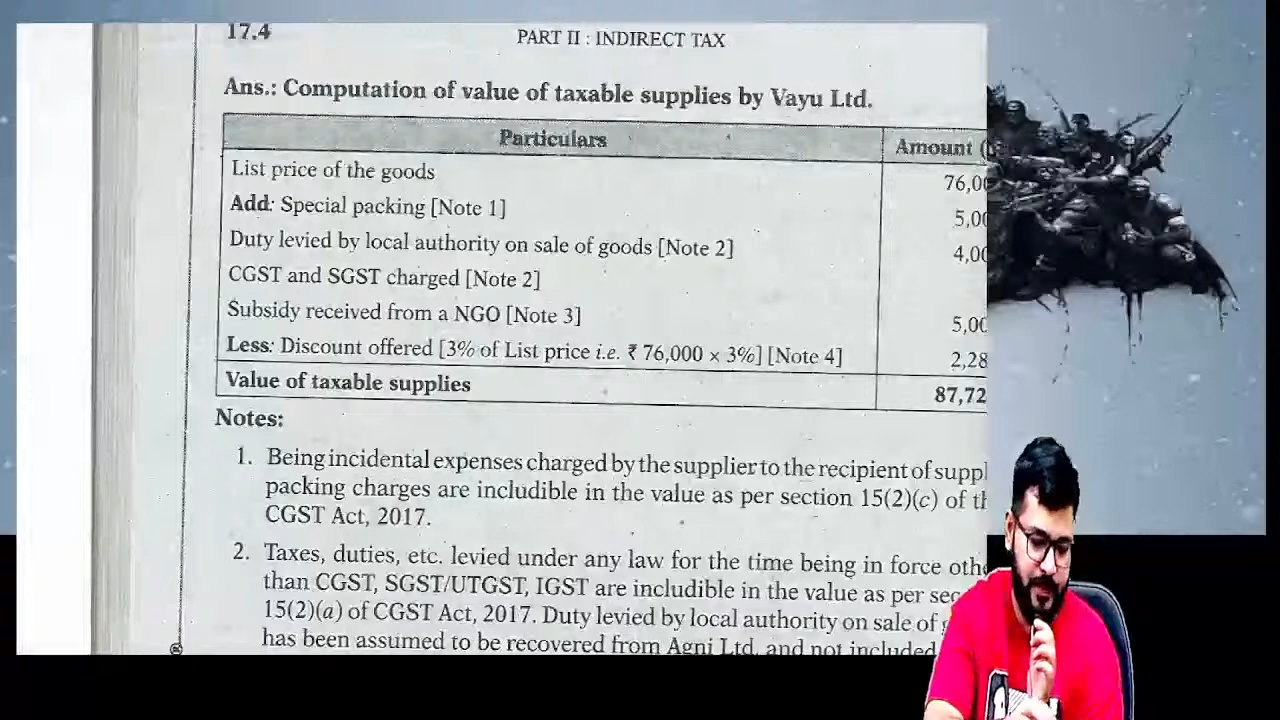 17.4
PART II : INDIRECT TAX
Ans.: Computation of value of taxable supplies by Vayu Ltd.
Particulars
Amount (
List price of the goods
76,00
Add: Special packing [Note 1]
5,00
Duty levied by local authority on sale of goods [Note 2]
4,00
CGST and SGST charged [Note 2]
Subsidy received from a NGO [Note 3]
5,00
Less: Discount offered [3% of List price i.e. ₹ 76,000 × 3%] [Note 4]
2,28
Value of taxable supplies
87,72
Notes:
1. Being incidental expenses charged by the supplier to the recipient of suppl
packing charges are includible in the value as per section 15(2)(c) of th
CGST Act, 2017.
2. Taxes, duties, etc. levied under any law for the time being in force othe
than CGST, SGST/UTGST, IGST are includible in the value as per sec
15(2)(a) of CGST Act, 2017. Duty levied by local authority on sale of
has been assumed to be recovered from Agni Ltd. and not included